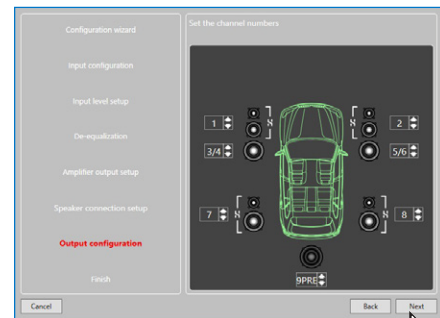 Configuration wizard
Input configuration
Input level setup
De-equalization
Amplifier output setup
Speaker connection setup
Output configuration
Finish
Set the channel numbers
1
2
3/4
5/6
7
8
9PRE
Cancel
Back
Next